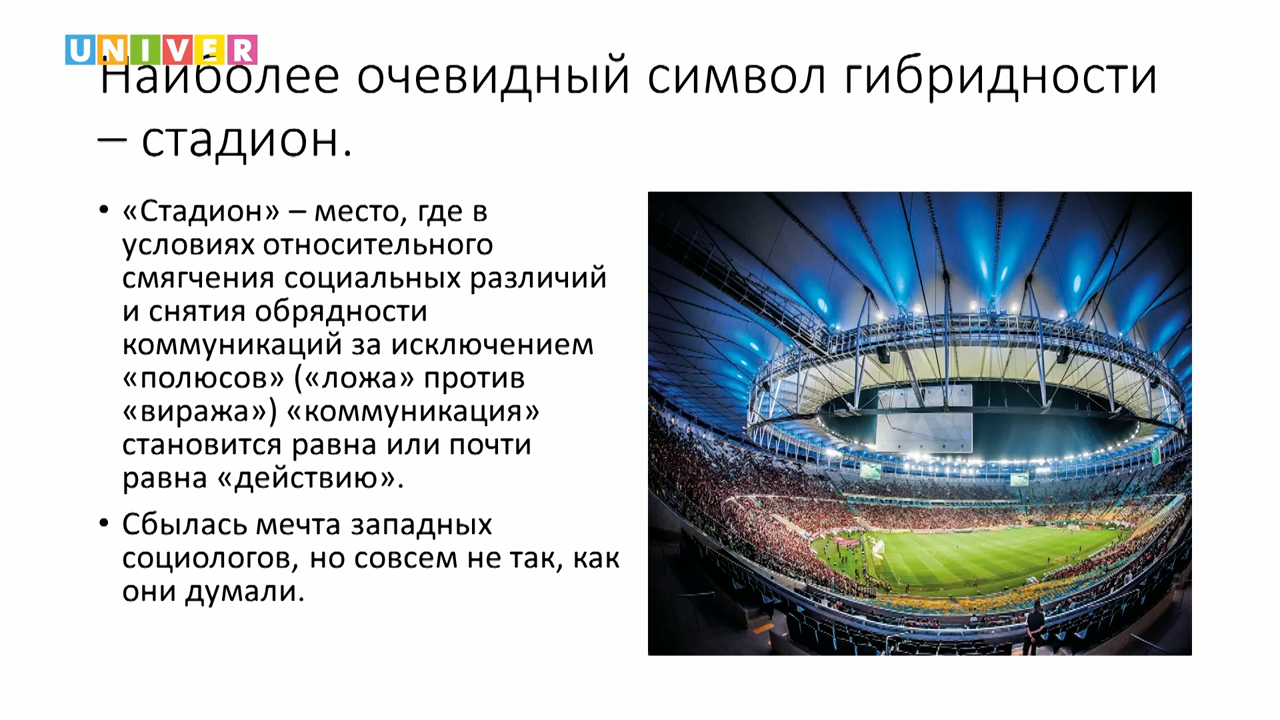 UNIVER
Наиболее очевидный символ гибридности
– стадион.
• «Стадион» – место, где в
условиях относительного
смягчения социальных различий
и снятия обрядности
коммуникаций за исключением
«полюсов» («ложа» против
«виража») «коммуникация»
становится равна или почти
равна «действию».
• Сбылась мечта западных
социологов, но совсем не так, как
они думали.